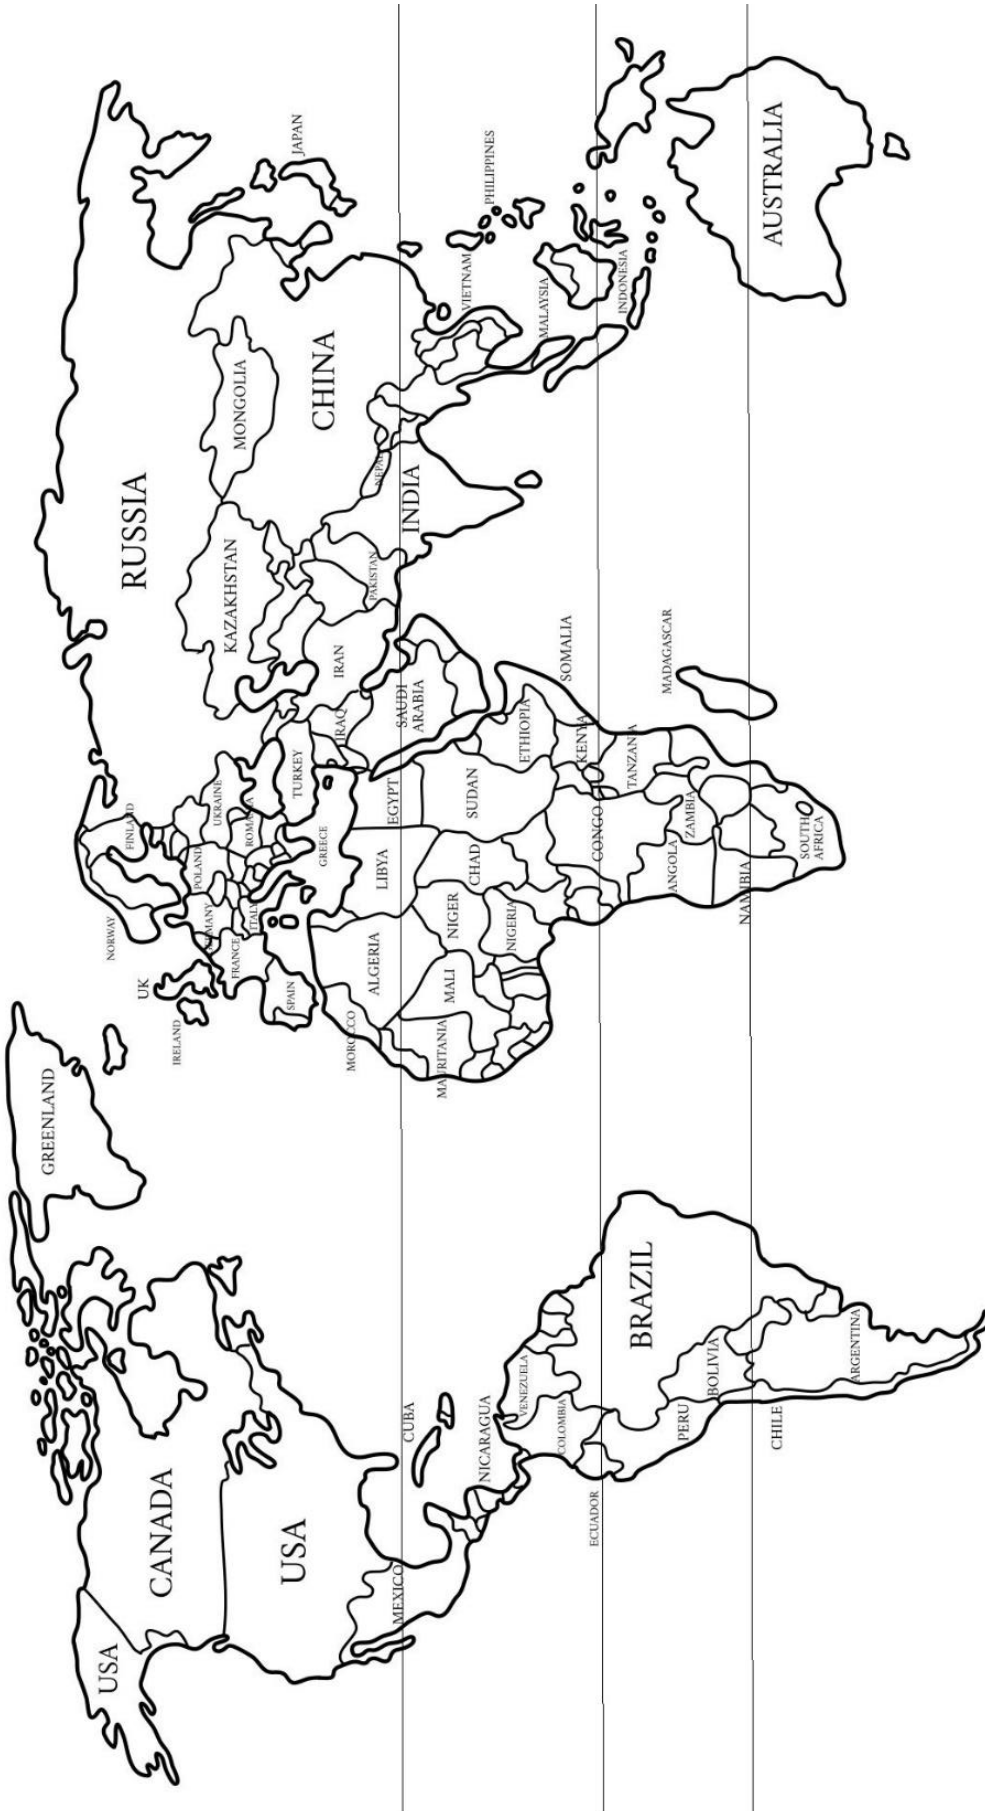 GREENLAND
USA
CANADA
USA
MEXICO
CUBA
NICARAGUA
VENEZUELA
COLOMBIA
ECUADOR
PERU
BRAZIL
BOLIVIA
CHILE
ARGENTINA
NORWAY
FINLAND
UK
IRELAND
POLAND
UKRAINE
FRANCE
ITALY
SPAIN
GREECE
TURKEY
RUSSIA
KAZAKHSTAN
MONGOLIA
CHINA
JAPAN
IRAQ
IRAN
PAKISTAN
NEPAL
INDIA
SAUDI
ARABIA
VIETNAM
PHILIPPINES
MALAYSIA
INDONESIA
MOROCCO
ALGERIA
LIBYA
EGYPT
MAURITANIA
MALI
NIGER
CHAD
SUDAN
NIGERIA
ETHIOPIA
SOMALIA
KENYA
CONGO
TANZANIA
ANGOLA
ZAMBIA
NAMIBIA
MADAGASCAR
SOUTH
AFRICA
AUSTRALIA